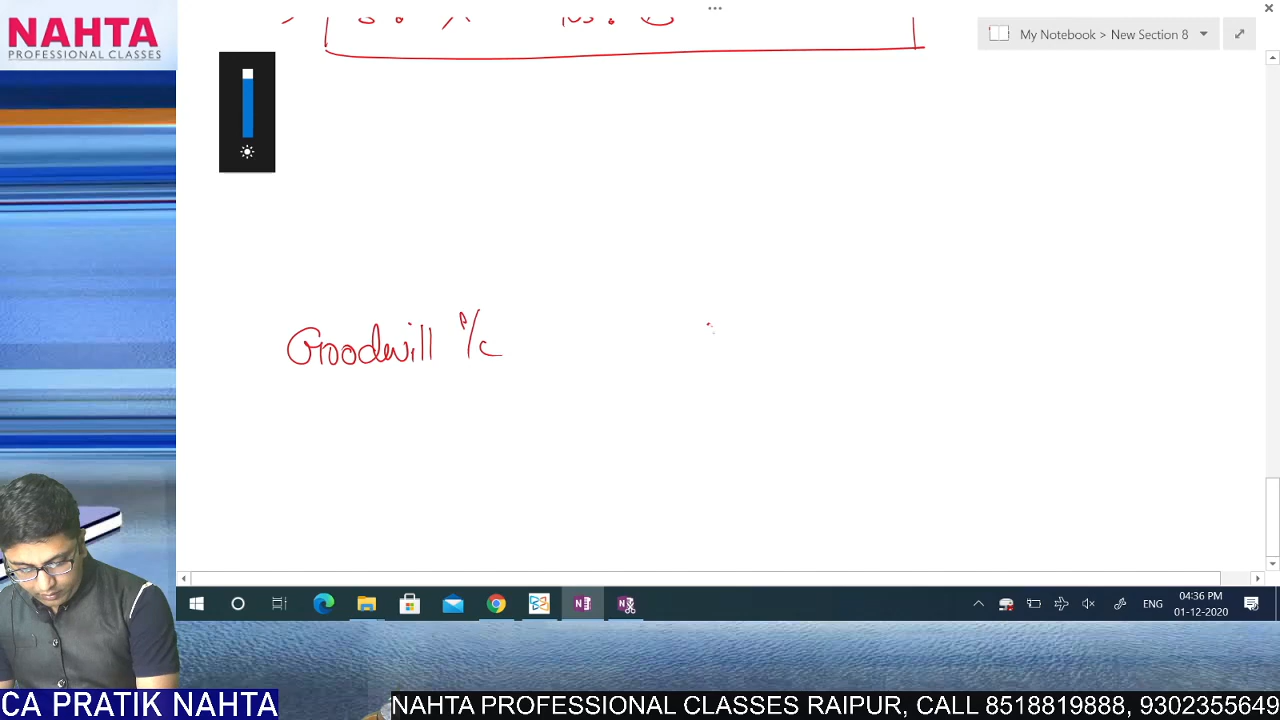 NAHTA
PROFESSIONAL CLASSES
My Notebook > New Section 8
Goodwill A/c
ENG
04:36 PM
01-12-2020
CA PRATIK NAHTA
NAHTA PROFESSIONAL CLASSES RAIPUR, CALL 8518819888, 9302355649